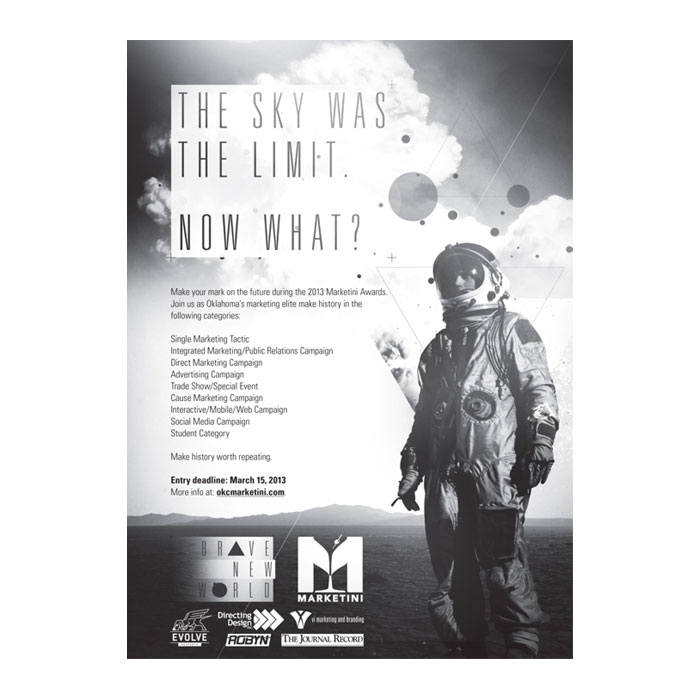 THE SKY WAS
THE LIMIT.
NOW WHAT?
Make your mark on the future during the 2013 Marketini Awards.
Join us as Oklahoma's marketing elite make history in the
following categories:
Single Marketing Tactic
Integrated Marketing/Public Relations Campaign
Direct Marketing Campaign
Advertising Campaign
Trade Show/Special Event
Cause Marketing Campaign
Interactive/Mobile/Web Campaign
Social Media Campaign
Student Category
Make history worth repeating.
Entry deadline: March 15, 2013
More info at: okcmarketini.com.
BRAVE
NEW
WORLD
MARKETINI
EVOLVE
Directing
Design
ROBYN
vi marketing and branding
THE JOURNAL RECORD